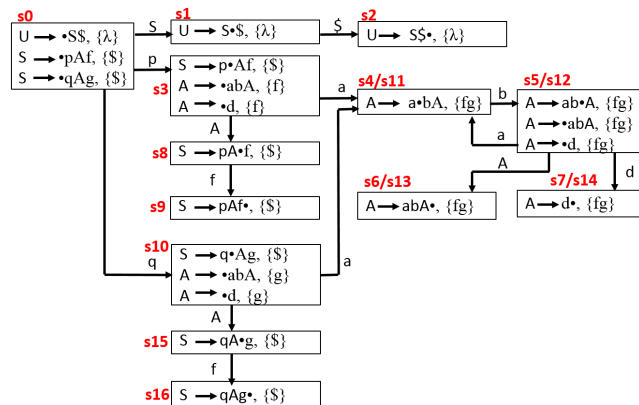 s0
U → •S$, {λ}
S → •pAf, {$}
S → •qAg, {$}
S
s1
U → S•$, {λ}
$
s2
U → S$•, {λ}
p
s3
S → p•Af, {$}
A → •abA, {f}
A → •d, {f}
a
s4/s11
A → a•bA, {fg}
b
s5/s12
A → ab•A, {fg}
A → •abA, {fg}
A → •d, {fg}
a
A
s8
S → pA•f, {$}
A
d
s6/s13
A → abA•, {fg}
s7/s14
A → d•, {fg}
f
s9
S → pAf•, {$}
q
s10
S → q•Ag, {$}
A → •abA, {g}
A → •d, {g}
a
A
s15
S → qA•g, {$}
f
s16
S → qAg•, {$}